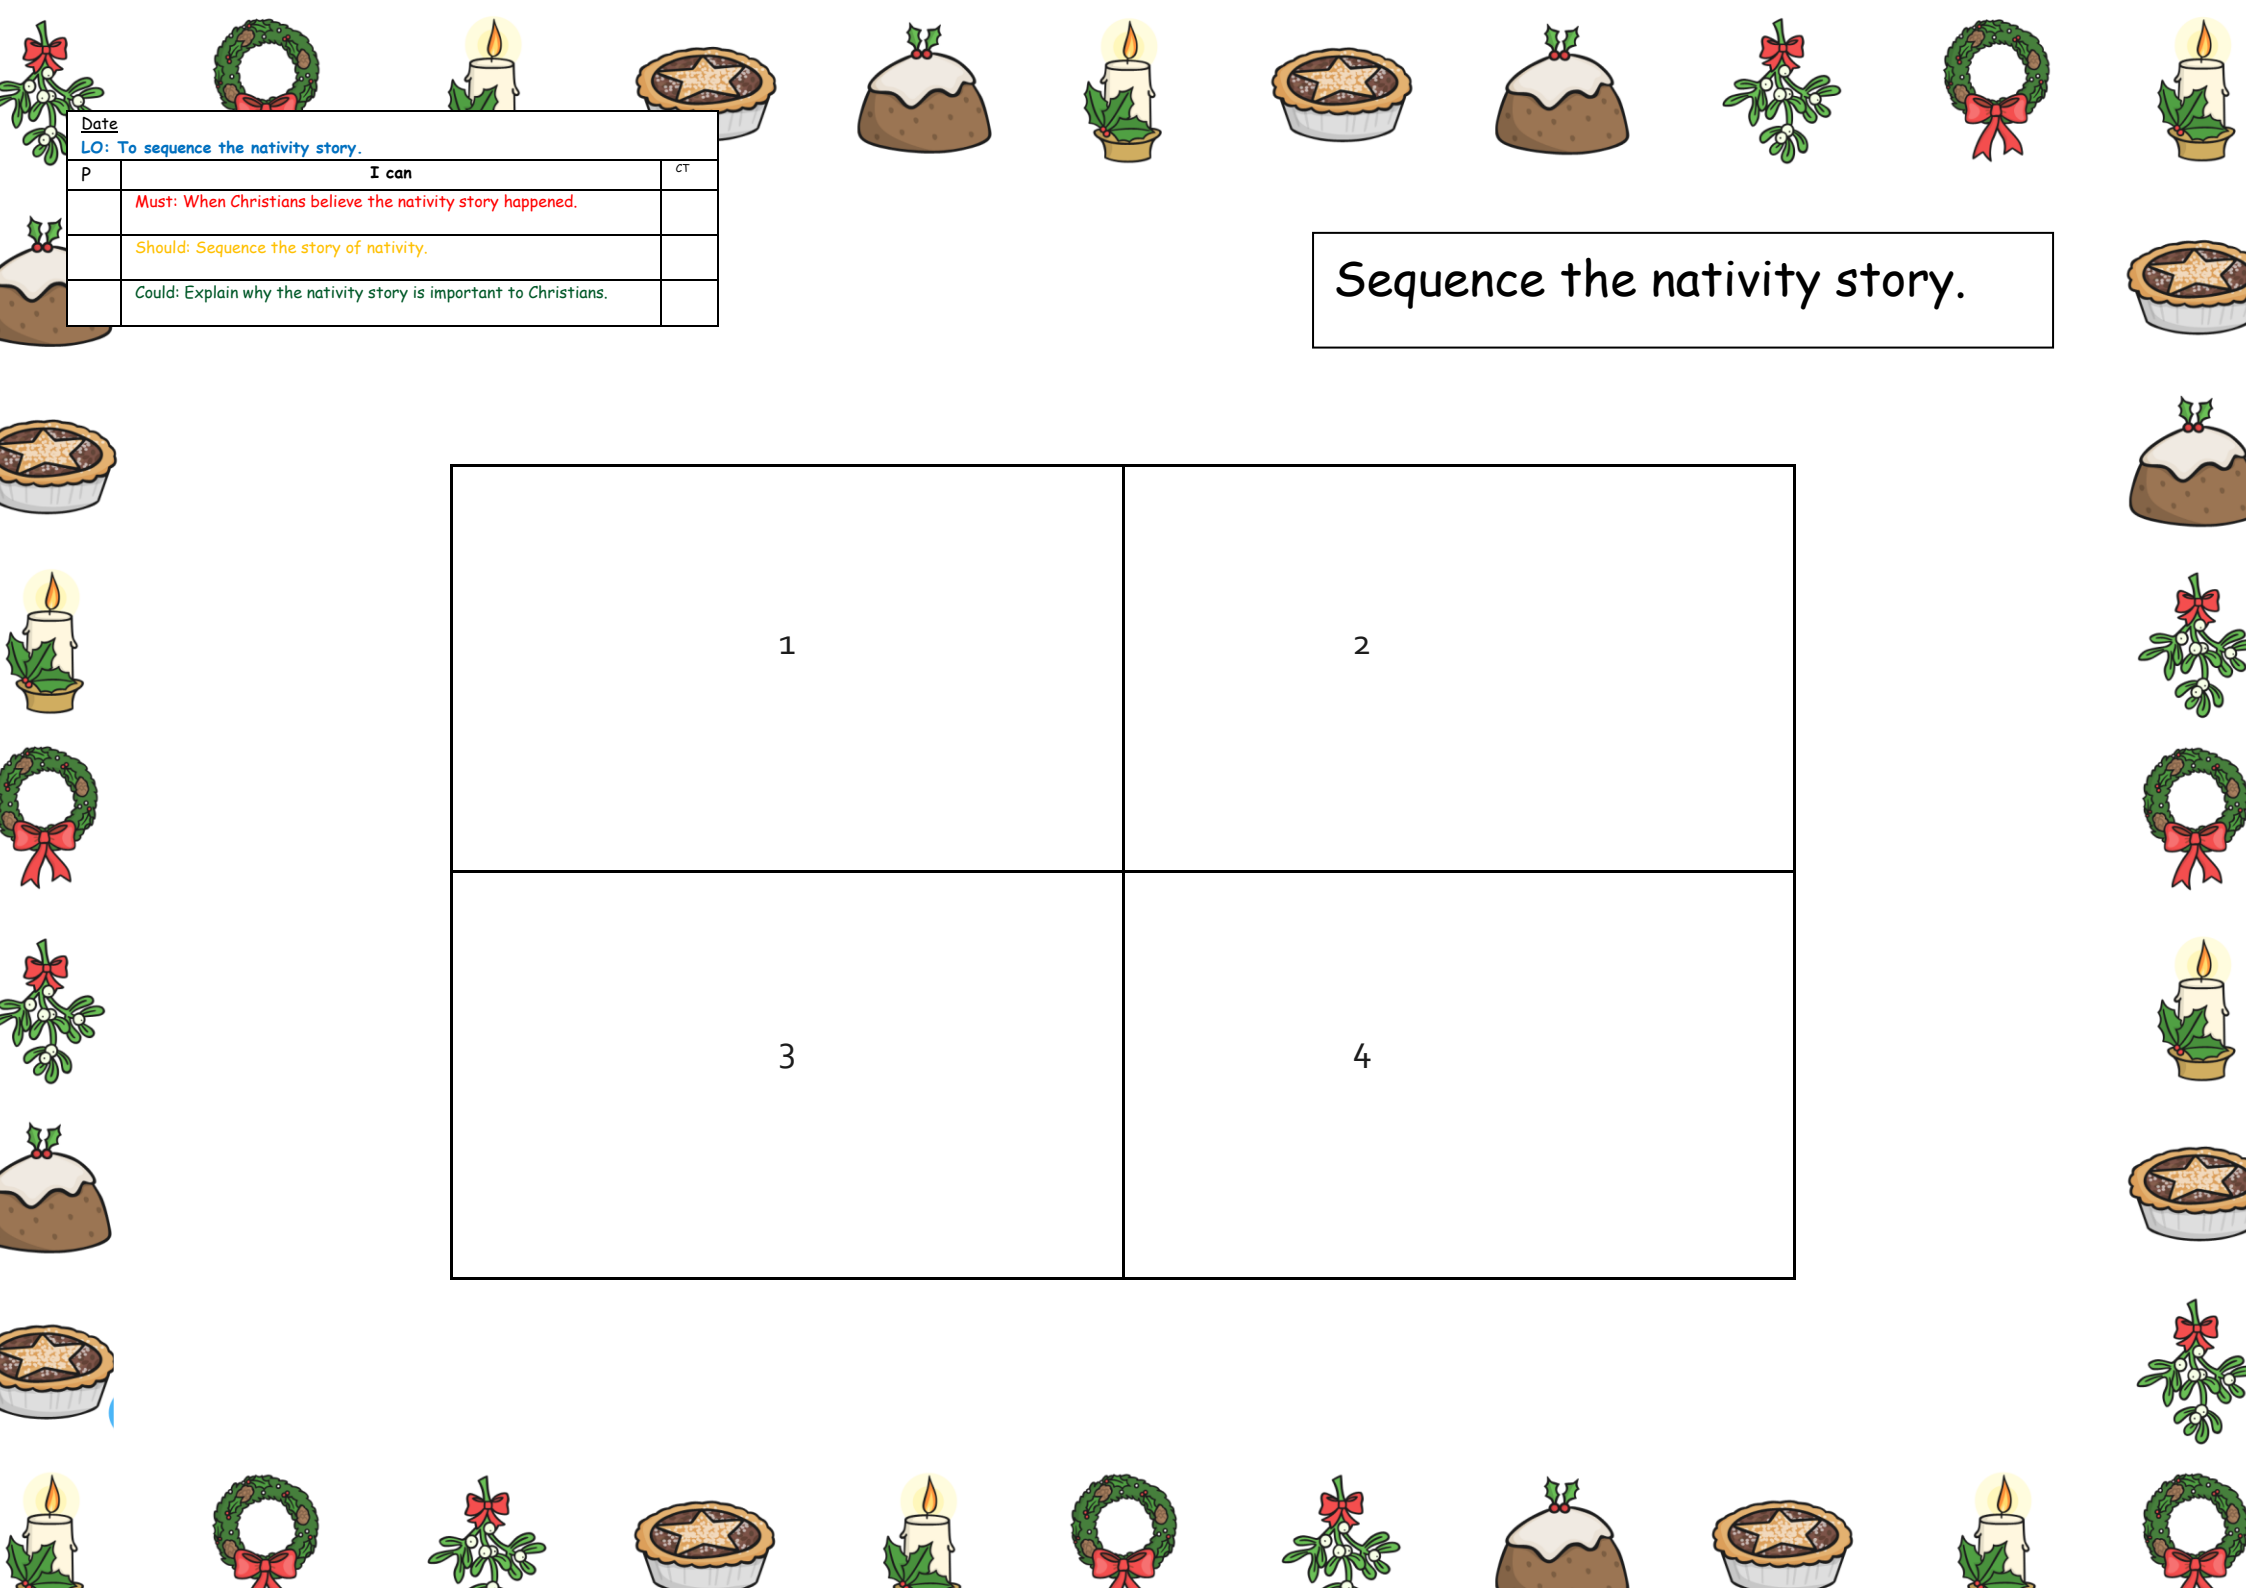 Date
LO: To sequence the nativity story.
P I can CT
Must: When Christians believe the nativity story happened.
Should: Sequence the story of nativity.
Could: Explain why the nativity story is important to Christians.
Sequence the nativity story.
1 2
3 4